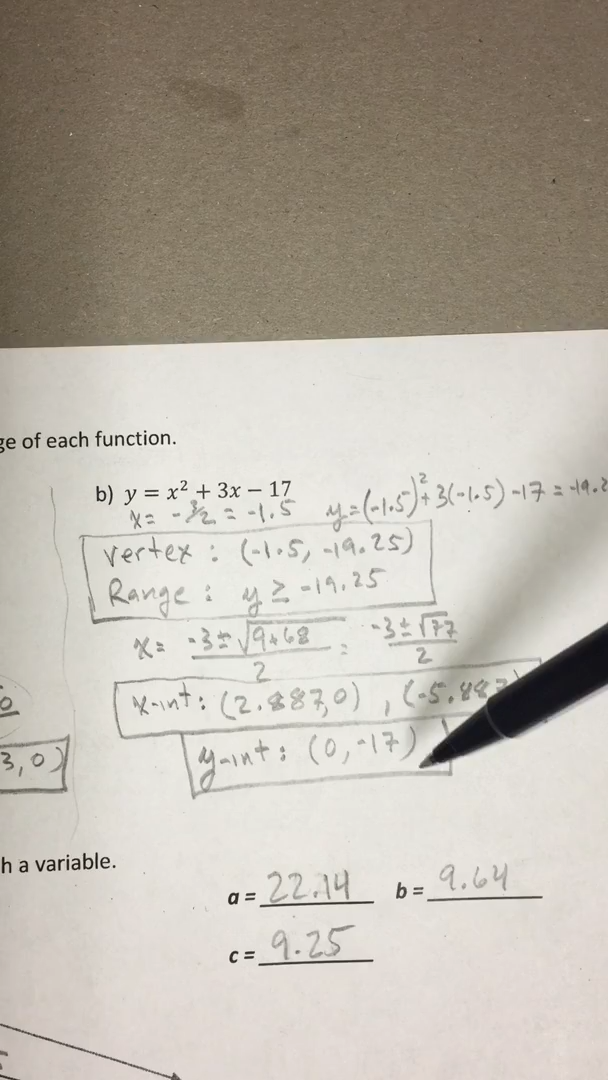 ge of each function.
b) y = x² + 3x − 17
x = -3/2 = -1.5 y=(-1.5)²+3(-1.5)-17 = -19.2
vertex : (-1.5, -19.25)
Range : y ≥ -19.25
x = -3±√9+68 / 2 = -3±√77 / 2
x-int: (2.887,0) , (-5.887
3,0)
y-int: (0,-17)
h a variable.
a = 22.14 b = 9.64
c = 9.25